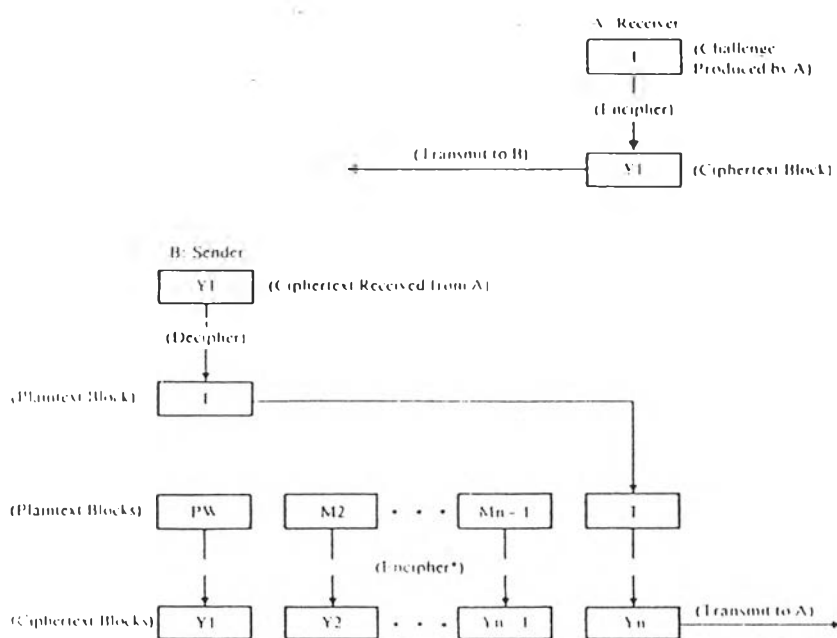 A: Receiver
I
(Challenge
Produced by A)
(Encipher)
(Transmit to B)
Y1
(Ciphertext Block)
B: Sender
Y1
(Ciphertext Received from A)
(Decipher)
(Plaintext Block)
I
(Plaintext Blocks)
PW
M2
. . .
Mn - 1
I
(Encipher*)
(Ciphertext Blocks)
Y1
Y2
. . .
Yn - 1
Yn
(Transmit to A)